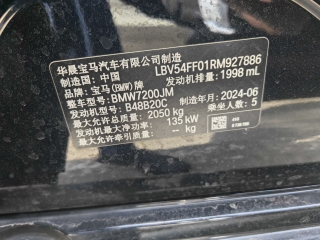 华晨宝马汽车有限公司制造
制造国：中国 LBV54FF01RM927886
品牌：宝马(BMW)牌 发动机排量：1998 mL
整车型号：BMW7200JM
发动机型号：B48B20C 制造年月：2024-06
最大允许总质量：2050 kg 乘坐人数：5
发动机最大净功率：135 kW
最大允许牵引质量： - kg